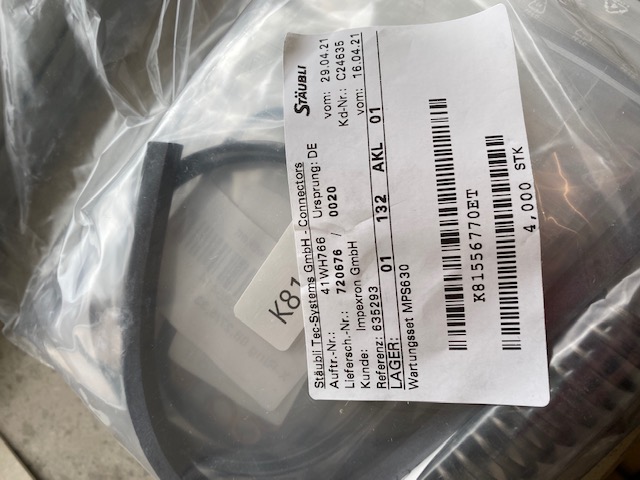 STÄUBLI
Stäubli Tec-Systems GmbH - Connectors
Auftr.-Nr.: 41WH766 Ursprung: DE vom: 29.04.21
Liefersch.-Nr.: 720676 / 0020 Kd-Nr.: C24635
Kunde: Impexron GmbH vom: 16.04.21
Referenz: 635293
LAGER: 01 132 AKL 01
Wartungsset MPS630
K81556770ET
4,000 STK
K81